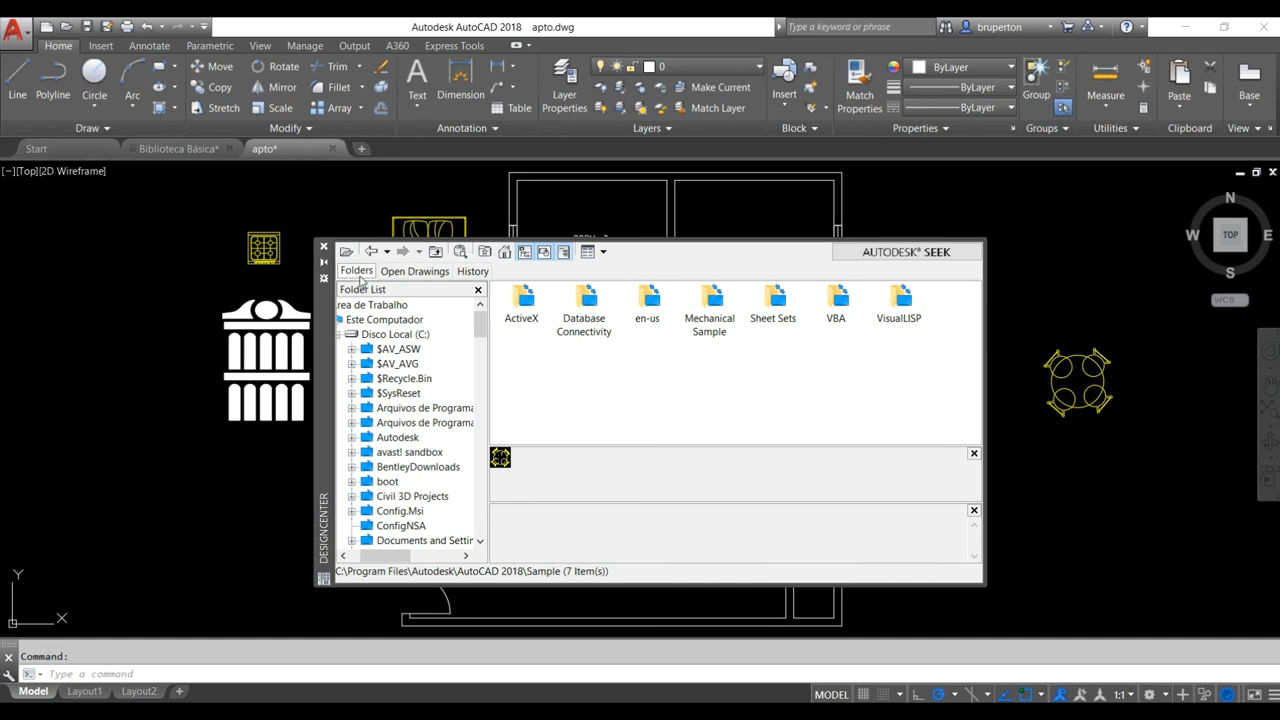 Autodesk AutoCAD 2018 apto.dwg
Type a keyword or phrase
bruperton
Home Insert Annotate Parametric View Manage Output A360 Express Tools
Line Polyline Circle Arc
Move Rotate Trim
Copy Mirror Fillet
Stretch Scale Array
Text Dimension Table
Layer Properties
0
Make Current
Match Layer
Insert
Match Properties
ByLayer
ByLayer
ByLayer
Group
Measure
Paste
Base
Draw Modify Annotation Layers Block Properties Groups Utilities Clipboard View
Start Biblioteca Básica* apto*
[−][Top][2D Wireframe]
N
W TOP E
S
WCS
AUTODESK® SEEK
Folders Open Drawings History
Folder List
rea de Trabalho
Este Computador
Disco Local (C:)
$AV_ASW
$AV_AVG
$Recycle.Bin
$SysReset
Arquivos de Programa
Arquivos de Programa
Autodesk
avast! sandbox
BentleyDownloads
boot
Civil 3D Projects
Config.Msi
ConfigNSA
Documents and Settin
ActiveX
Database Connectivity
en-us
Mechanical Sample
Sheet Sets
VBA
VisualLISP
DESIGNCENTER
C:\Program Files\Autodesk\AutoCAD 2018\Sample (7 Item(s))
Y
X
Command:
Type a command
Model Layout1 Layout2
MODEL
1:1